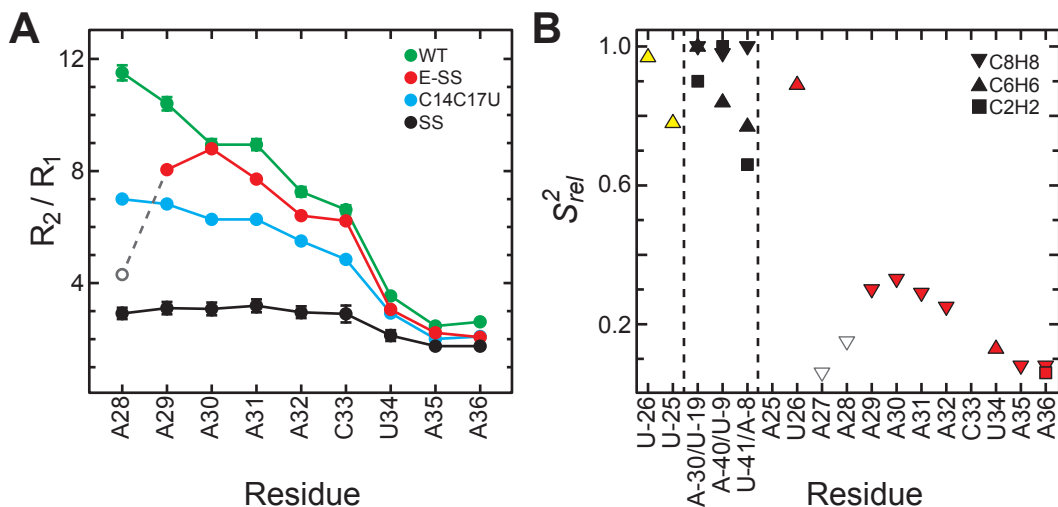 A
12
8
4
R2 / R1
WT
E-SS
C14C17U
SS
A28
A29
A30
A31
A32
C33
U34
A35
A36
Residue
B
1.0
0.6
0.2
S²rel
C8H8
C6H6
C2H2
U-26
U-25
A-30/U-19
A-40/U-9
U-41/A-8
A25
U26
A27
A28
A29
A30
A31
A32
C33
U34
A35
A36
Residue